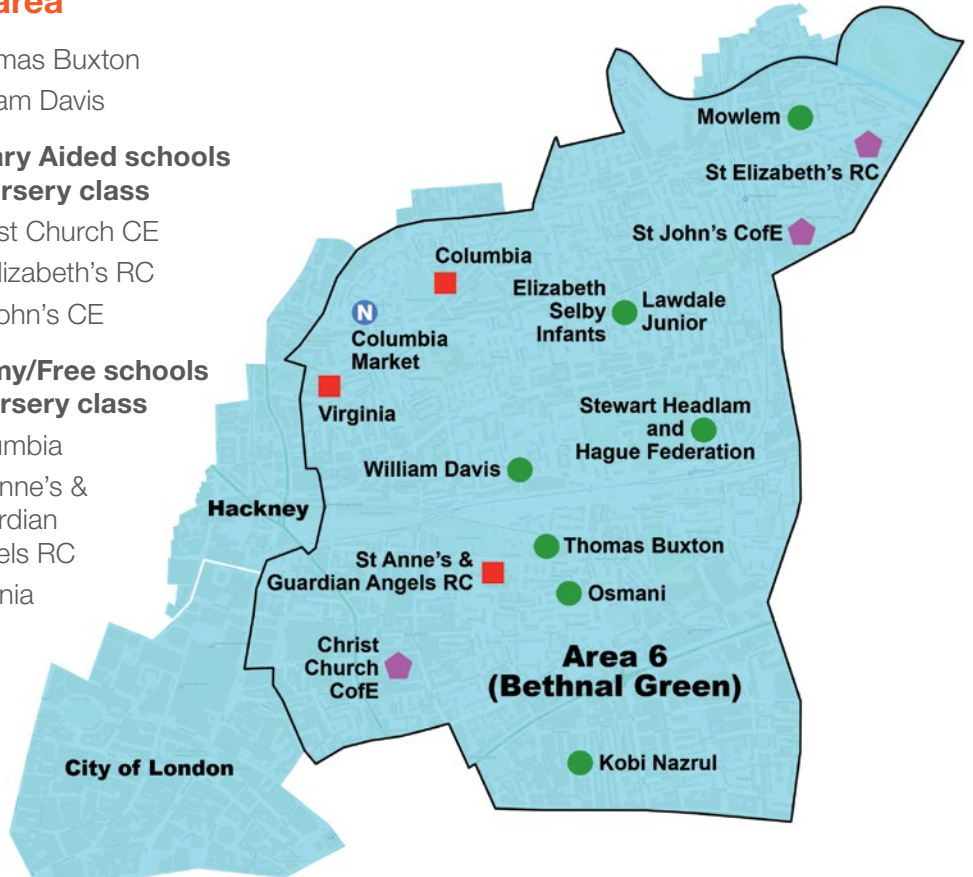 area
mas Buxton
am Davis
ary Aided schools
rsery class
st Church CE
lizabeth's RC
ohn's CE
my/Free schools
rsery class
umbia
nne's &
rdian
els RC
nia
Mowlem
St Elizabeth's RC
St John's CofE
Columbia
Elizabeth
Selby
Infants
Lawdale
Junior
N
Columbia
Market
Virginia
Stewart Headlam
and
Hague Federation
William Davis
Hackney
Thomas Buxton
St Anne's &
Guardian Angels RC
Osmani
Christ
Church
CofE
Area 6
(Bethnal Green)
City of London
Kobi Nazrul